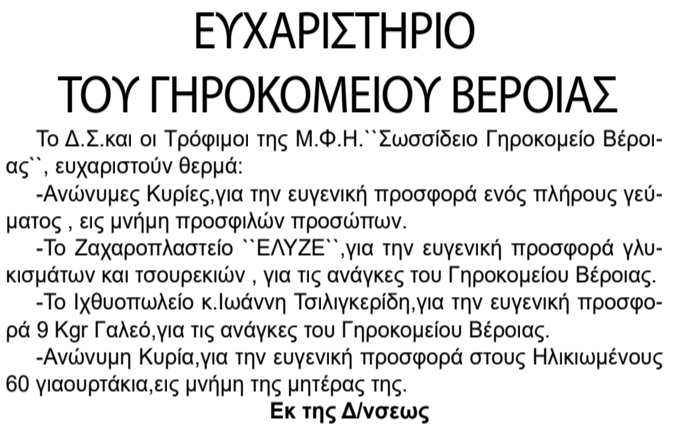 ΕΥΧΑΡΙΣΤΗΡΙΟ
ΤΟΥ ΓΗΡΟΚΟΜΕΙΟΥ ΒΕΡΟΙΑΣ
Το Δ.Σ.και οι Τρόφιμοι της Μ.Φ.Η.``Σωσσίδειο Γηροκομείο Βέροι-
ας``, ευχαριστούν θερμά:
-Ανώνυμες Κυρίες,για την ευγενική προσφορά ενός πλήρους γεύ-
ματος , εις μνήμη προσφιλών προσώπων.
-Το Ζαχαροπλαστείο ``ΕΛΥΖΕ``,για την ευγενική προσφορά γλυ-
κισμάτων και τσουρεκιών , για τις ανάγκες του Γηροκομείου Βέροιας.
-Το Ιχθυοπωλείο κ.Ιωάννη Τσιλιγκερίδη,για την ευγενική προσφο-
ρά 9 Kgr Γαλεό,για τις ανάγκες του Γηροκομείου Βέροιας.
-Ανώνυμη Κυρία,για την ευγενική προσφορά στους Ηλικιωμένους
60 γιαουρτάκια,εις μνήμη της μητέρας της.
Εκ της Δ/νσεως